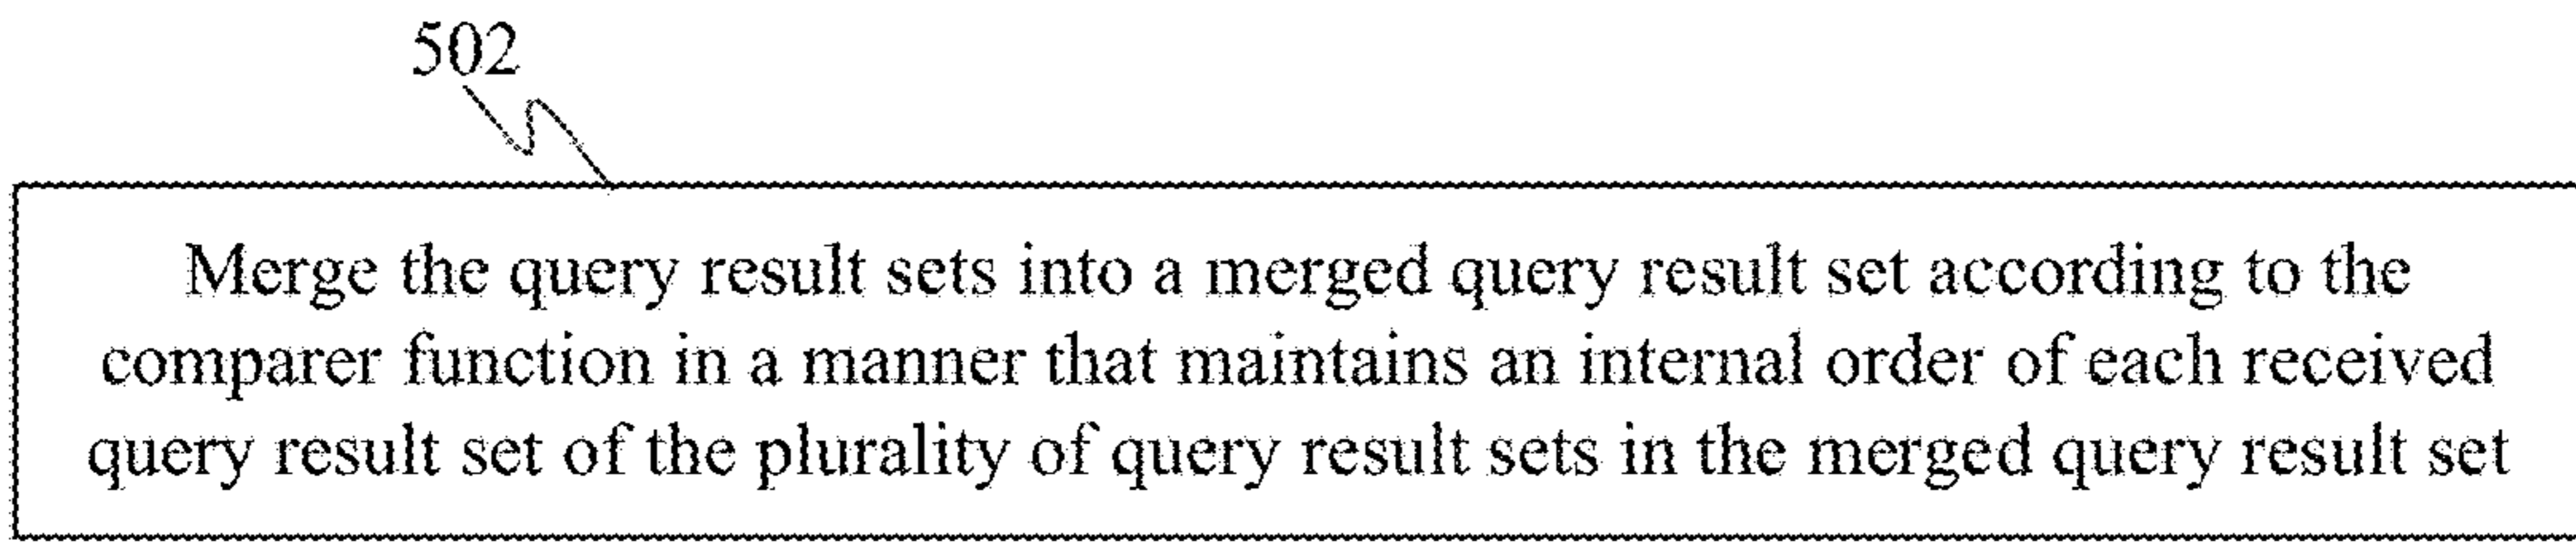 502
Merge the query result sets into a merged query result set according to the
comparer function in a manner that maintains an internal order of each received
query result set of the plurality of query result sets in the merged query result set